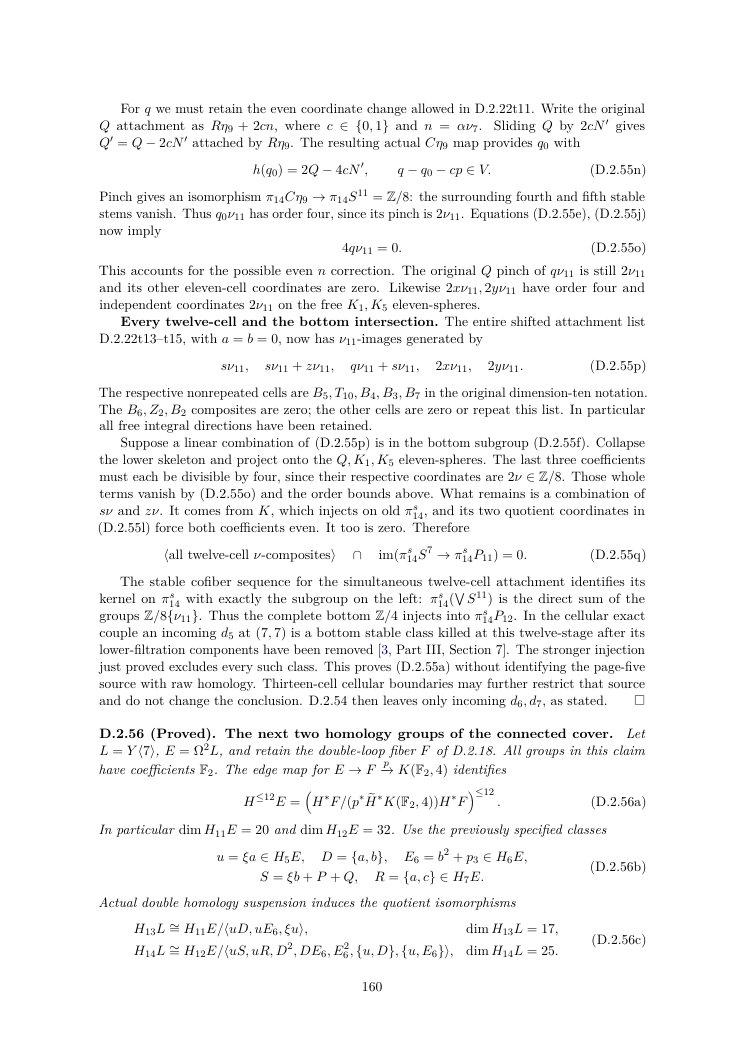 For q we must retain the even coordinate change allowed in D.2.22t11. Write the original
Q attachment as Rη₉ + 2cn, where c ∈ {0, 1} and n = αν₇. Sliding Q by 2cN′ gives
Q′ = Q − 2cN′ attached by Rη₉. The resulting actual Cη₉ map provides q₀ with
h(q₀) = 2Q − 4cN′, q − q₀ − cp ∈ V. (D.2.55n)
Pinch gives an isomorphism π₁₄Cη₉ → π₁₄S¹¹ = ℤ/8: the surrounding fourth and fifth stable
stems vanish. Thus q₀ν₁₁ has order four, since its pinch is 2ν₁₁. Equations (D.2.55e), (D.2.55j)
now imply
4qν₁₁ = 0. (D.2.55o)
This accounts for the possible even n correction. The original Q pinch of qν₁₁ is still 2ν₁₁
and its other eleven-cell coordinates are zero. Likewise 2xν₁₁, 2yν₁₁ have order four and
independent coordinates 2ν₁₁ on the free K₁, K₅ eleven-spheres.
Every twelve-cell and the bottom intersection. The entire shifted attachment list
D.2.22t13–t15, with a = b = 0, now has ν₁₁-images generated by
sν₁₁, sν₁₁ + zν₁₁, qν₁₁ + sν₁₁, 2xν₁₁, 2yν₁₁. (D.2.55p)
The respective nonrepeated cells are B₅, T₁₀, B₄, B₃, B₇ in the original dimension-ten notation.
The B₆, Z₂, B₂ composites are zero; the other cells are zero or repeat this list. In particular
all free integral directions have been retained.
Suppose a linear combination of (D.2.55p) is in the bottom subgroup (D.2.55f). Collapse
the lower skeleton and project onto the Q, K₁, K₅ eleven-spheres. The last three coefficients
must each be divisible by four, since their respective coordinates are 2ν ∈ ℤ/8. Those whole
terms vanish by (D.2.55o) and the order bounds above. What remains is a combination of
sν and zν. It comes from K, which injects on old πˢ₁₄, and its two quotient coordinates in
(D.2.55l) force both coefficients even. It too is zero. Therefore
⟨all twelve-cell ν-composites⟩ ∩ im(πˢ₁₄S⁷ → πˢ₁₄P₁₁) = 0. (D.2.55q)
The stable cofiber sequence for the simultaneous twelve-cell attachment identifies its
kernel on πˢ₁₄ with exactly the subgroup on the left: πˢ₁₄(⋁ S¹¹) is the direct sum of the
groups ℤ/8{ν₁₁}. Thus the complete bottom ℤ/4 injects into πˢ₁₄P₁₂. In the cellular exact
couple an incoming d₅ at (7, 7) is a bottom stable class killed at this twelve-stage after its
lower-filtration components have been removed [3, Part III, Section 7]. The stronger injection
just proved excludes every such class. This proves (D.2.55a) without identifying the page-five
source with raw homology. Thirteen-cell cellular boundaries may further restrict that source
and do not change the conclusion. D.2.54 then leaves only incoming d₆, d₇, as stated. □
D.2.56 (Proved). The next two homology groups of the connected cover. Let
L = Y⟨7⟩, E = Ω²L, and retain the double-loop fiber F of D.2.18. All groups in this claim
have coefficients 𝔽₂. The edge map for E → F →ᵖ K(𝔽₂, 4) identifies
H^{≤12}E = (H*F/(p*H̃*K(𝔽₂, 4))H*F)^{≤12}. (D.2.56a)
In particular dim H₁₁E = 20 and dim H₁₂E = 32. Use the previously specified classes
u = ξa ∈ H₅E, D = {a, b}, E₆ = b² + p₃ ∈ H₆E,
S = ξb + P + Q, R = {a, c} ∈ H₇E. (D.2.56b)
Actual double homology suspension induces the quotient isomorphisms
H₁₃L ≅ H₁₁E/⟨uD, uE₆, ξu⟩, dim H₁₃L = 17,
H₁₄L ≅ H₁₂E/⟨uS, uR, D², DE₆, E₆², {u, D}, {u, E₆}⟩, dim H₁₄L = 25. (D.2.56c)
160